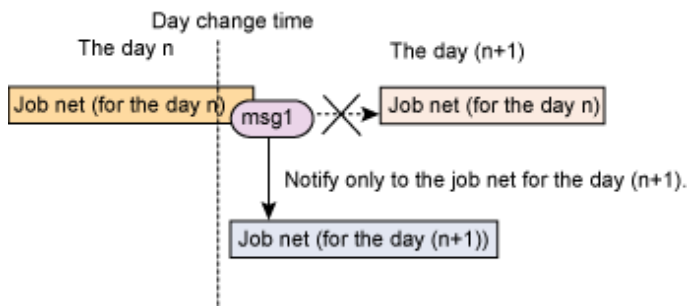 Day change time
The day n
The day (n+1)
Job net (for the day n)
msg1
Job net (for the day n)
Notify only to the job net for the day (n+1).
Job net (for the day (n+1))